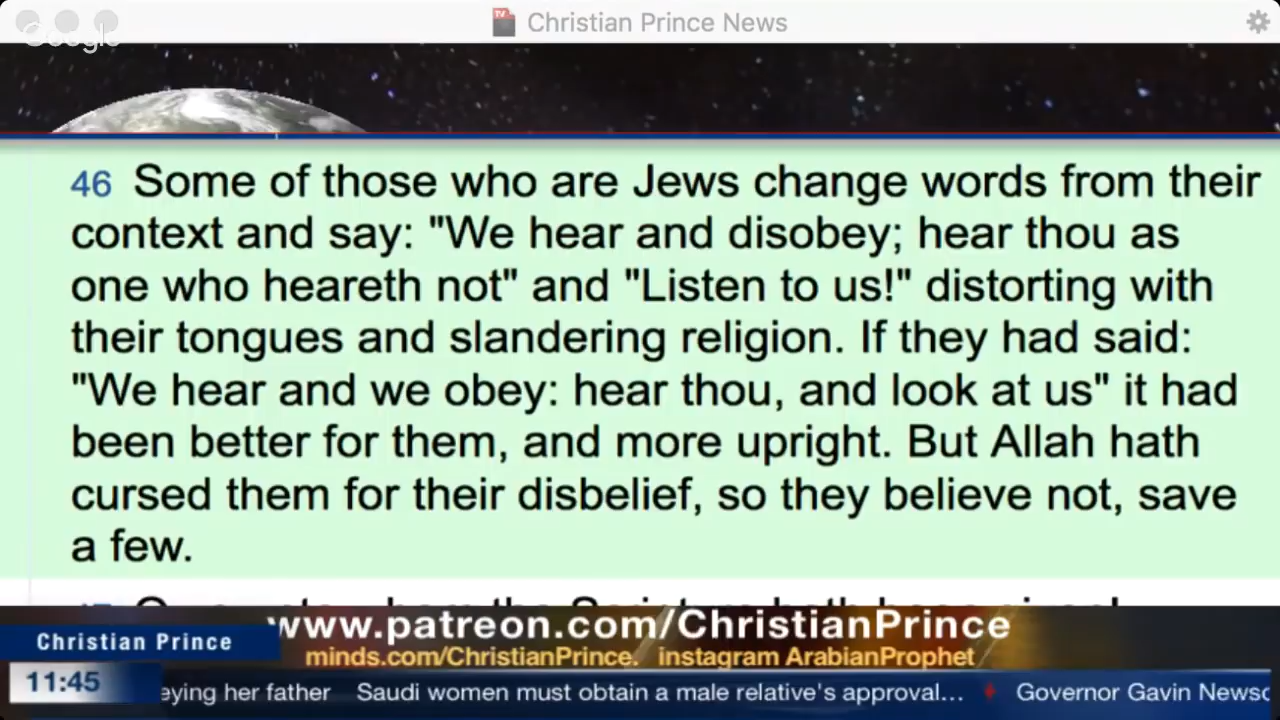 Christian Prince News
Google
46 Some of those who are Jews change words from their
context and say: "We hear and disobey; hear thou as
one who heareth not" and "Listen to us!" distorting with
their tongues and slandering religion. If they had said:
"We hear and we obey: hear thou, and look at us" it had
been better for them, and more upright. But Allah hath
cursed them for their disbelief, so they believe not, save
a few.
www.patreon.com/ChristianPrince
Christian Prince
minds.com/ChristianPrince. instagram ArabianProphet
11:45
eying her father Saudi women must obtain a male relative's approval... Governor Gavin Newsc